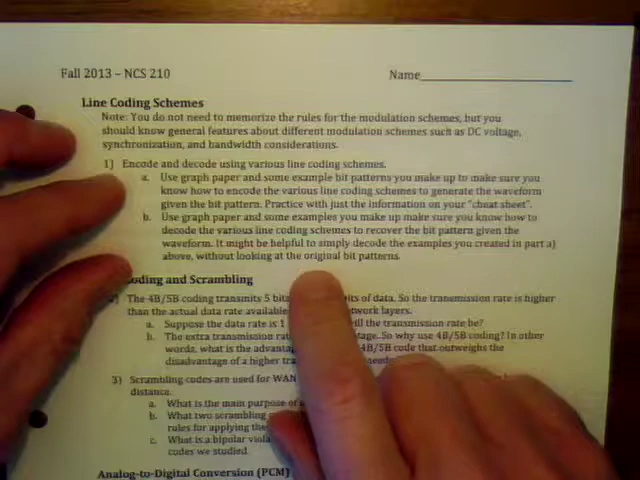 Fall 2013 – NCS 210 Name
Line Coding Schemes
Note: You do not need to memorize the rules for the modulation schemes, but you
should know general features about different modulation schemes such as DC voltage,
synchronization, and bandwidth considerations.
1) Encode and decode using various line coding schemes.
a. Use graph paper and some example bit patterns you make up to make sure you
know how to encode the various line coding schemes to generate the waveform
given the bit pattern. Practice with just the information on your "cheat sheet".
b. Use graph paper and some examples you make up make sure you know how to
decode the various line coding schemes to recover the bit pattern given the
waveform. It might be helpful to simply decode the examples you created in part a)
above, without looking at the original bit patterns.
oding and Scrambling
The 4B/5B coding transmits 5 bits of data. So the transmission rate is higher
than the actual data rate layers.
a. Suppose the data rate is 1 the transmission rate be?
b. The extra transmission So why use 4B/5B coding? In other
words, what is the code that outweighs the
disadvantage of a higher
3) Scrambling codes are used for WAN
distance.
a. What is the main purpose of
b. What two scrambling
rules for applying the
c. What is a bipolar
codes we studied.
Analog-to-Digital Conversion (PCM)